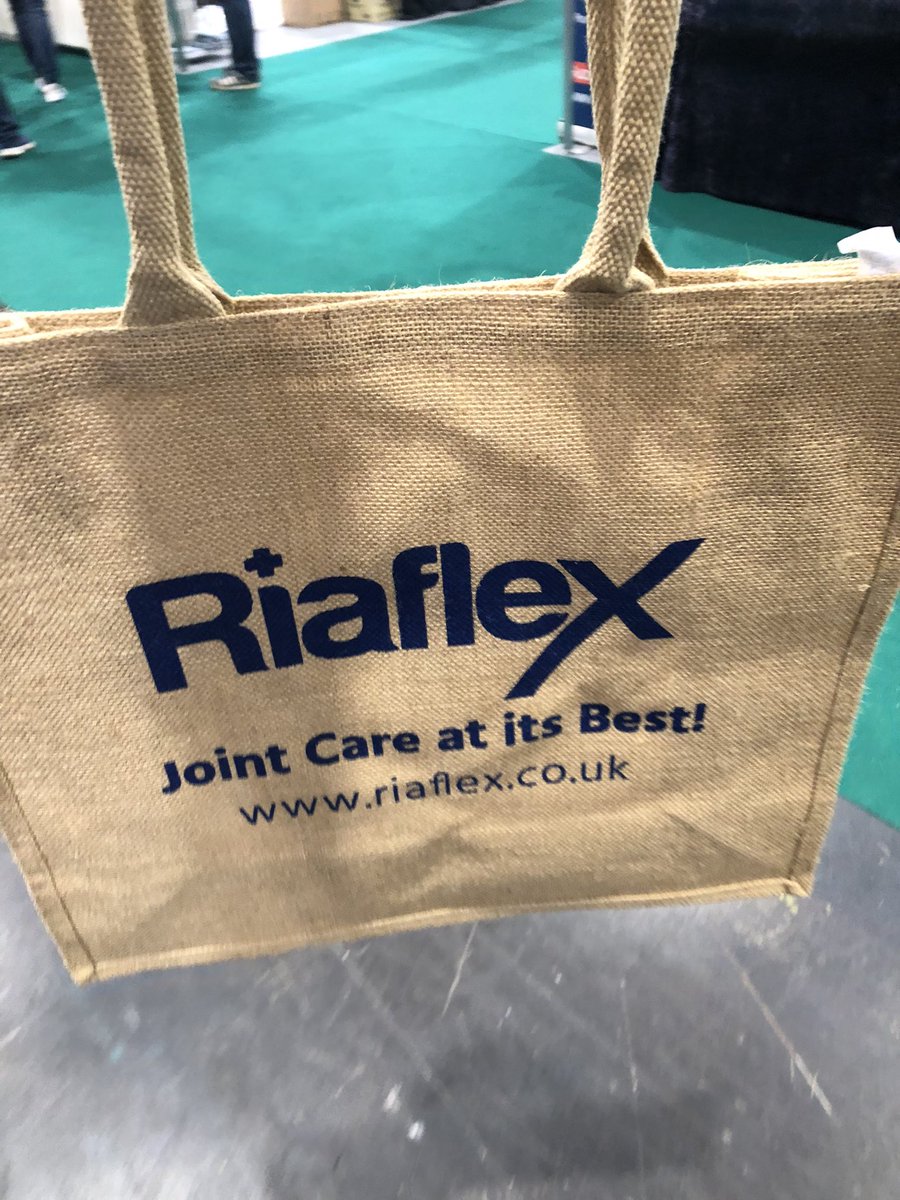 Riaflex
Joint Care at its Best!
www.riaflex.co.uk